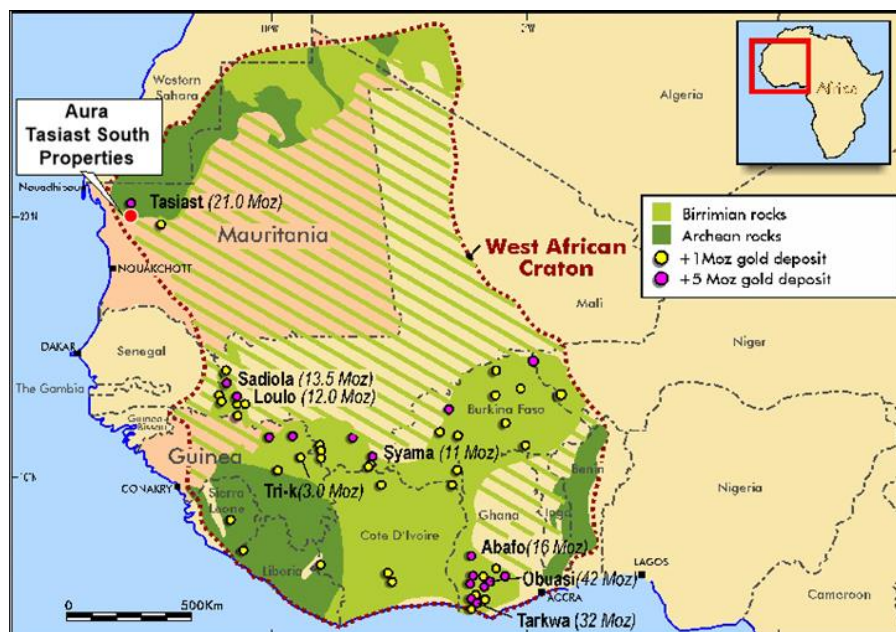 Western
Sahara
Algeria
Africa
Aura
Tasiast South
Properties
Nouadhibou
Tasiast (21.0 Moz)
20N
Mauritania
NOUAKCHOTT
West African
Craton
Birrimian rocks
Archean rocks
+1Moz gold deposit
+5 Moz gold deposit
Mali
Niger
DAKAR
Senegal
The Gambia
Guinea
Bissau
Sadiola (13.5 Moz)
Loulo (12.0 Moz)
Burkina Faso
Guinea
Syama (11 Moz)
10N
CONAKRY
Tri-k(3.0 Moz)
Sierra
Leone
Benin
Nigeria
Ghana
Cote D'Ivoire
Liberia
Abafo(16 Moz)
Obuasi(42 Moz)
LAGOS
ACCRA
Tarkwa (32 Moz)
Cameroon
0
500Km